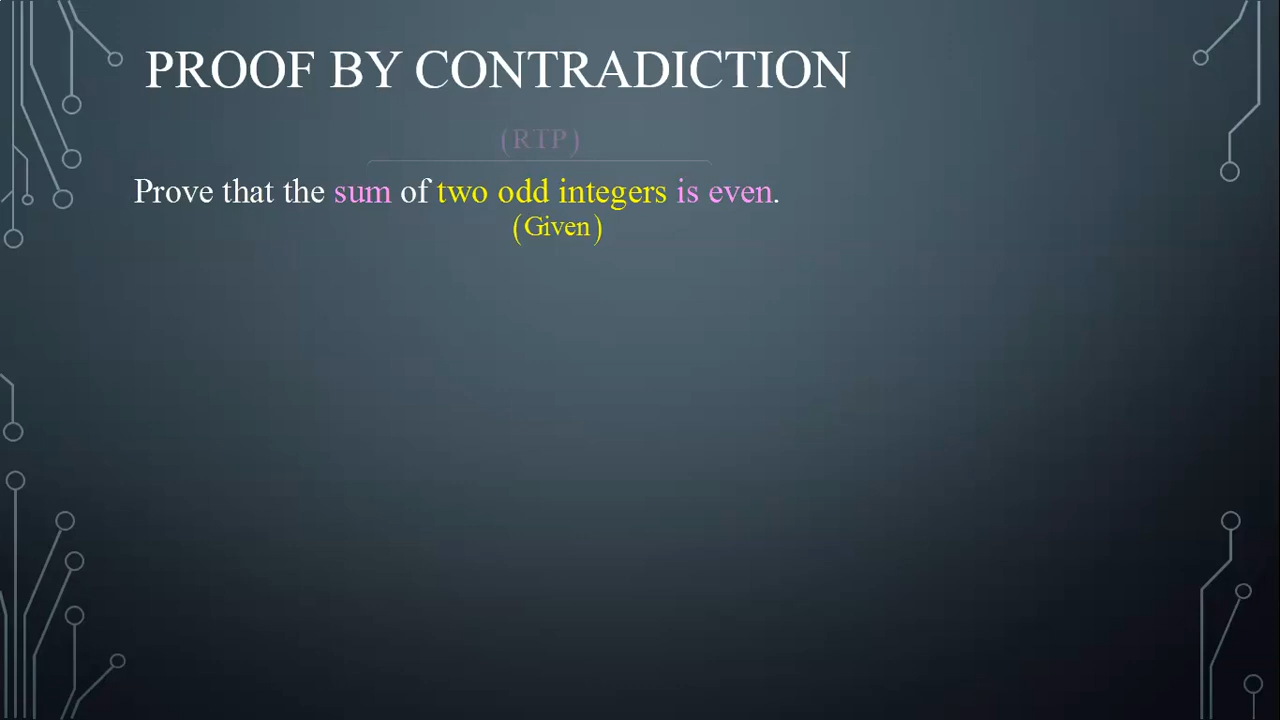 PROOF BY CONTRADICTION
(RTP)
Prove that the sum of two odd integers is even.
(Given)